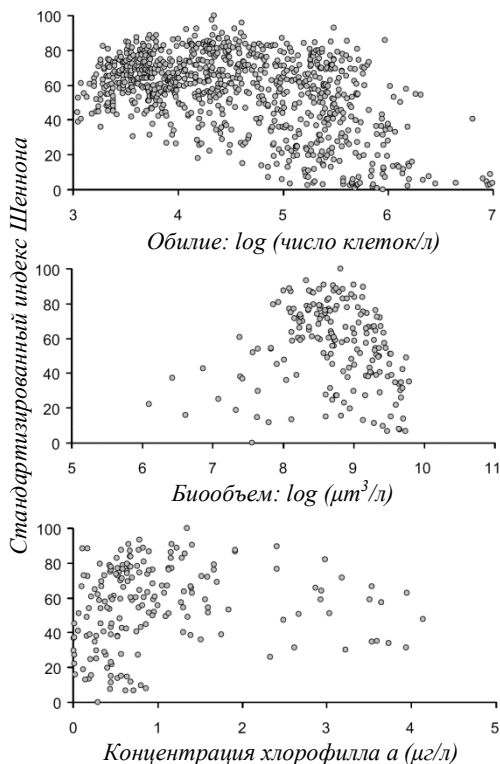 Стандартизированный индекс Шеннона
100
80
60
40
20
0
3 4 5 6 7
Обилие: log (число клеток/л)
100
80
60
40
20
0
5 6 7 8 9 10 11
Биообъем: log (μm³/л)
100
80
60
40
20
0
0 1 2 3 4 5
Концентрация хлорофилла а (μг/л)